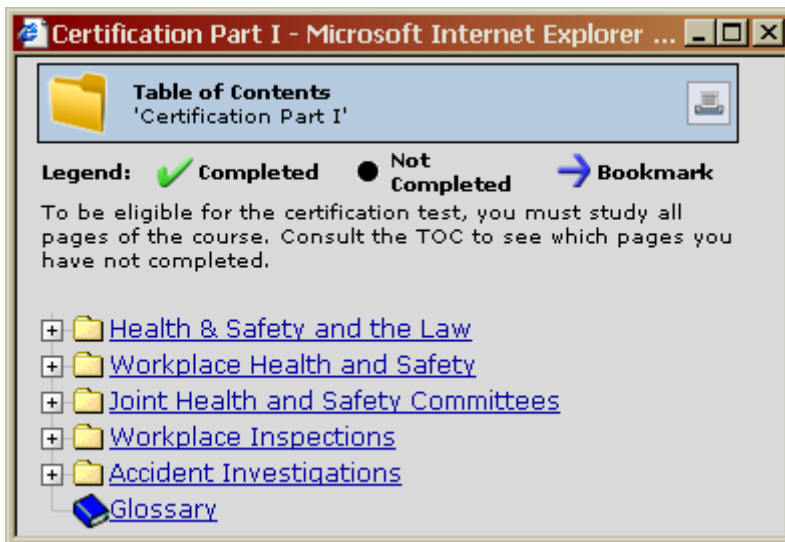 Certification Part I - Microsoft Internet Explorer ...
Table of Contents
'Certification Part I'
Legend: Completed Not Completed Bookmark
To be eligible for the certification test, you must study all
pages of the course. Consult the TOC to see which pages you
have not completed.
Health & Safety and the Law
Workplace Health and Safety
Joint Health and Safety Committees
Workplace Inspections
Accident Investigations
Glossary